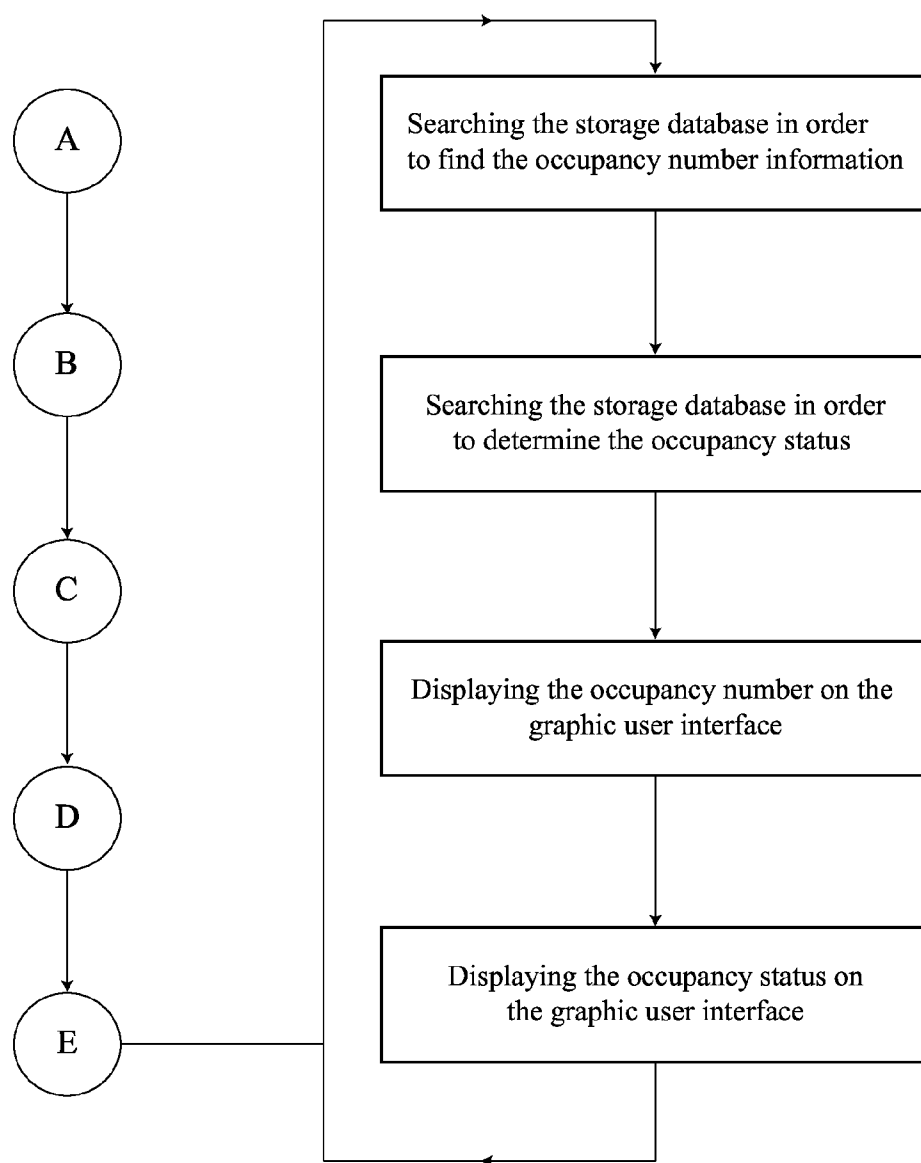 A
B
C
D
E
Searching the storage database in order
to find the occupancy number information
Searching the storage database in order
to determine the occupancy status
Displaying the occupancy number on the
graphic user interface
Displaying the occupancy status on
the graphic user interface